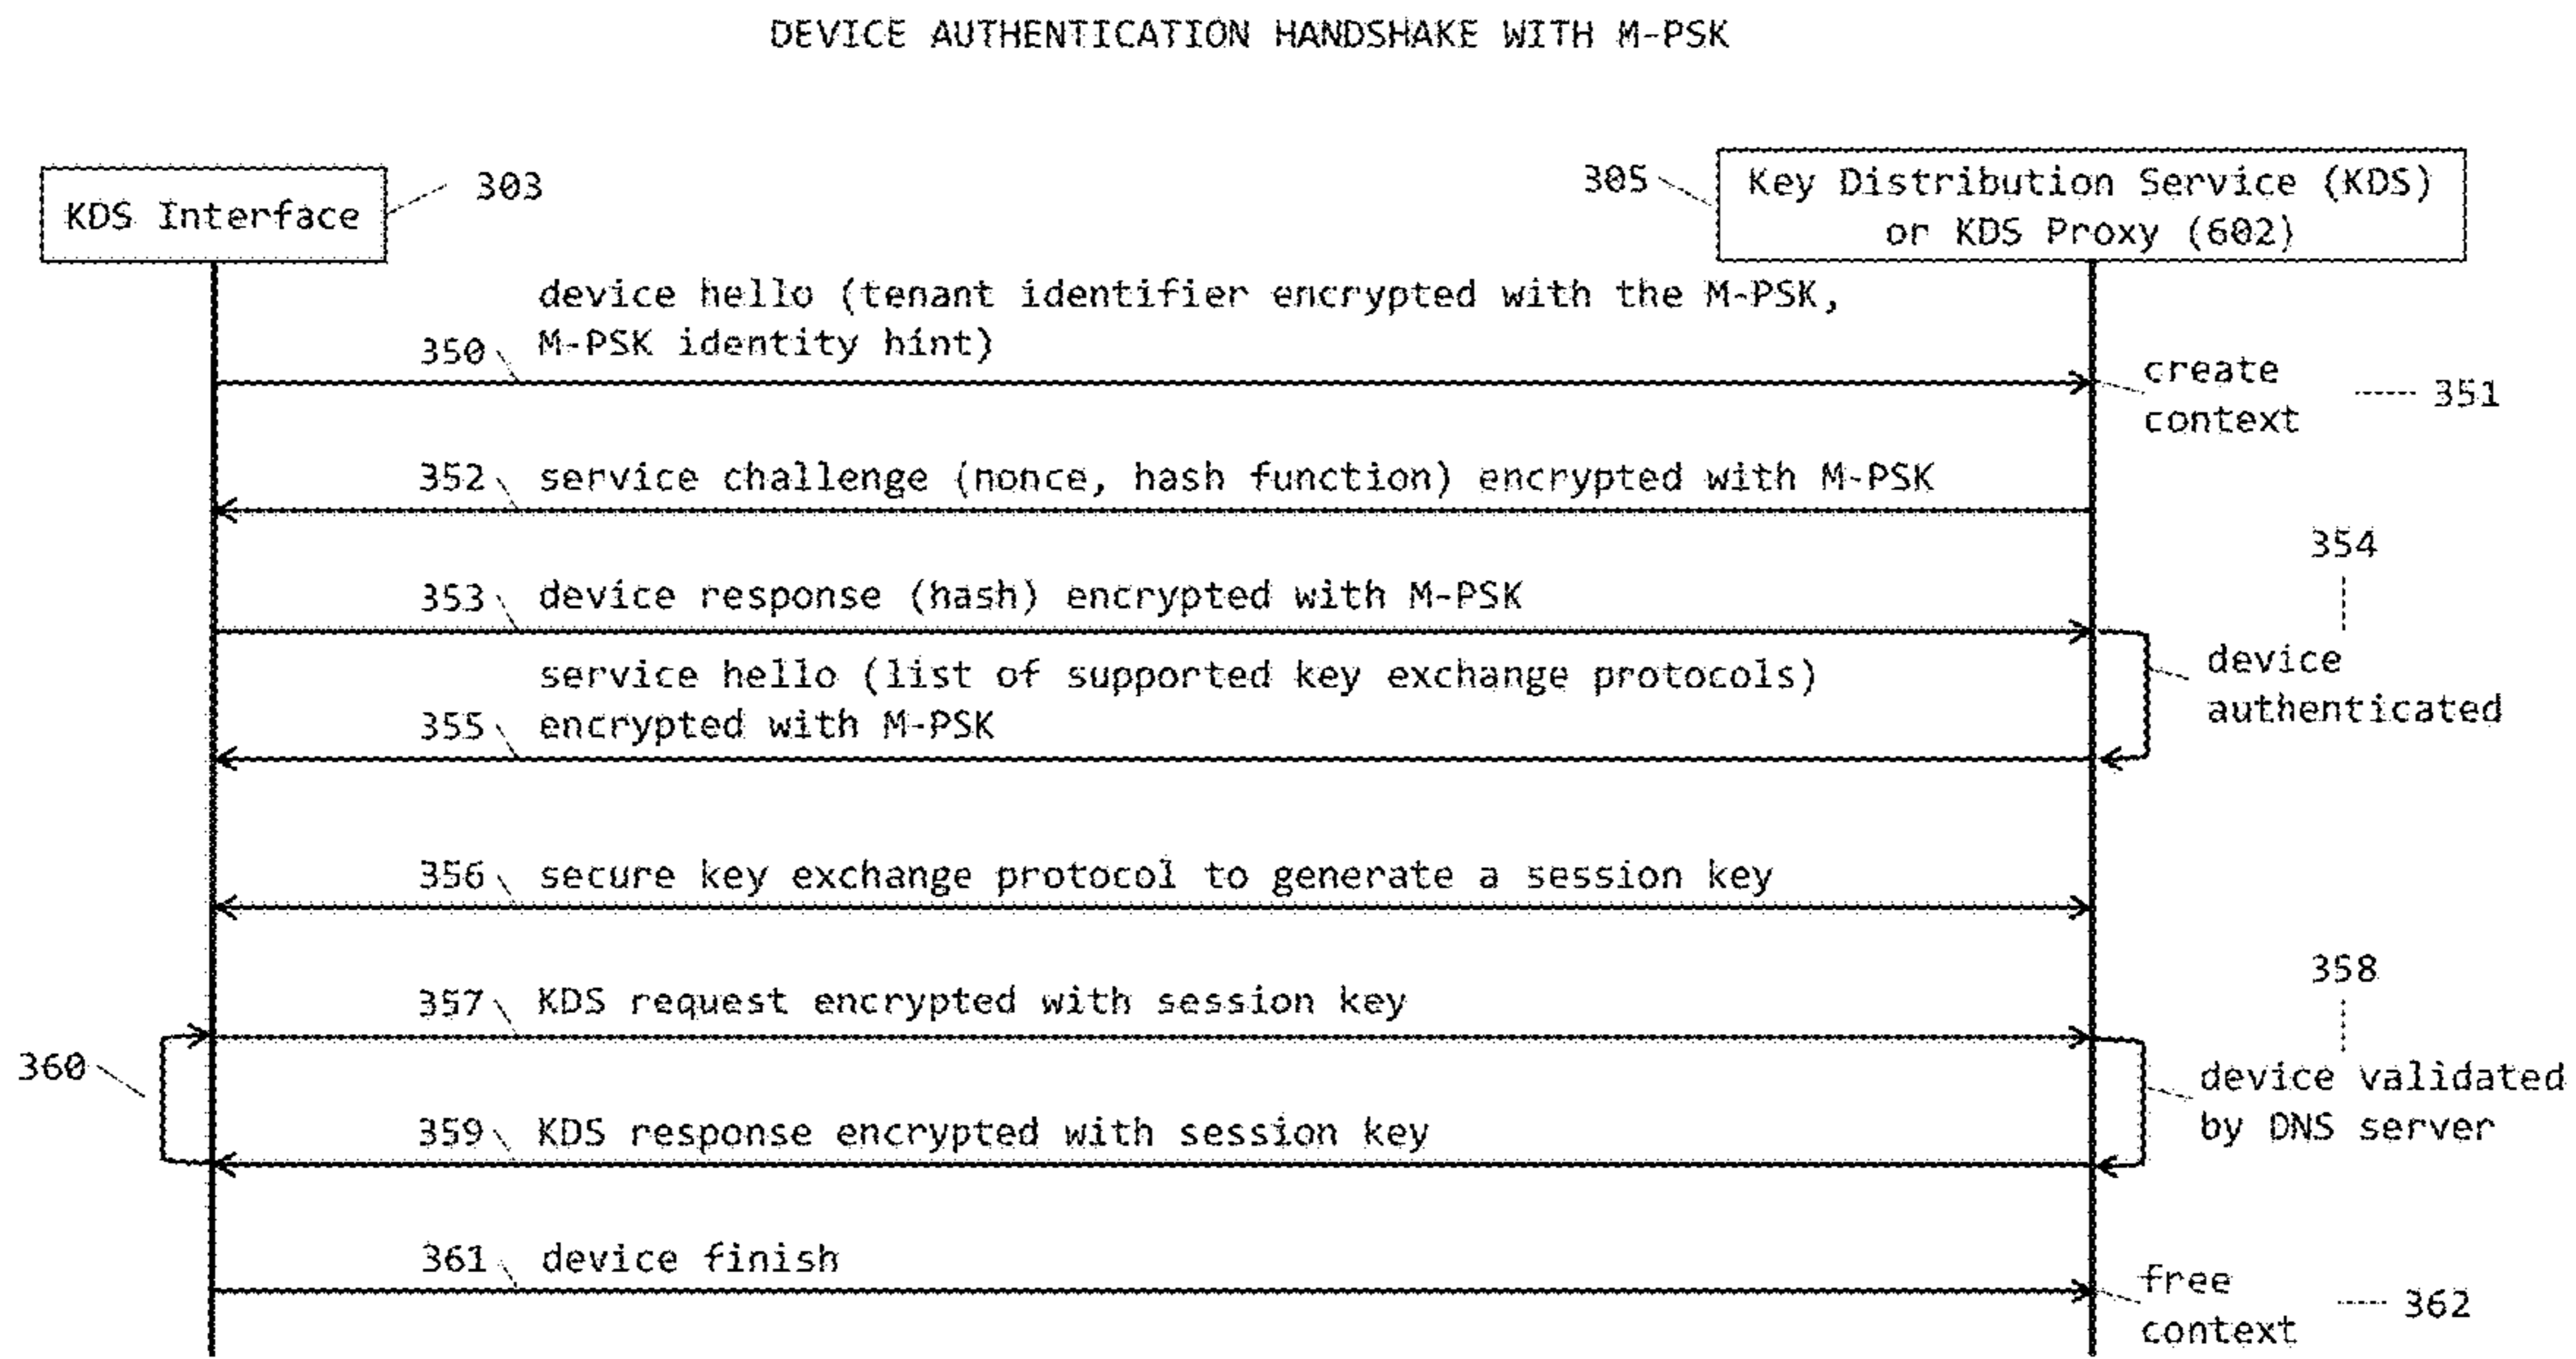 DEVICE AUTHENTICATION HANDSHAKE WITH M-PSK
KDS Interface
303
305
Key Distribution Service (KDS)
or KDS Proxy (602)
device hello (tenant identifier encrypted with the M-PSK,
M-PSK identity hint)
350
create
context
351
352
service challenge (nonce, hash function) encrypted with M-PSK
353
device response (hash) encrypted with M-PSK
354
device
authenticated
service hello (list of supported key exchange protocols)
encrypted with M-PSK
355
356
secure key exchange protocol to generate a session key
357
KDS request encrypted with session key
358
device validated
by DNS server
360
359
KDS response encrypted with session key
361
device finish
free
context
362